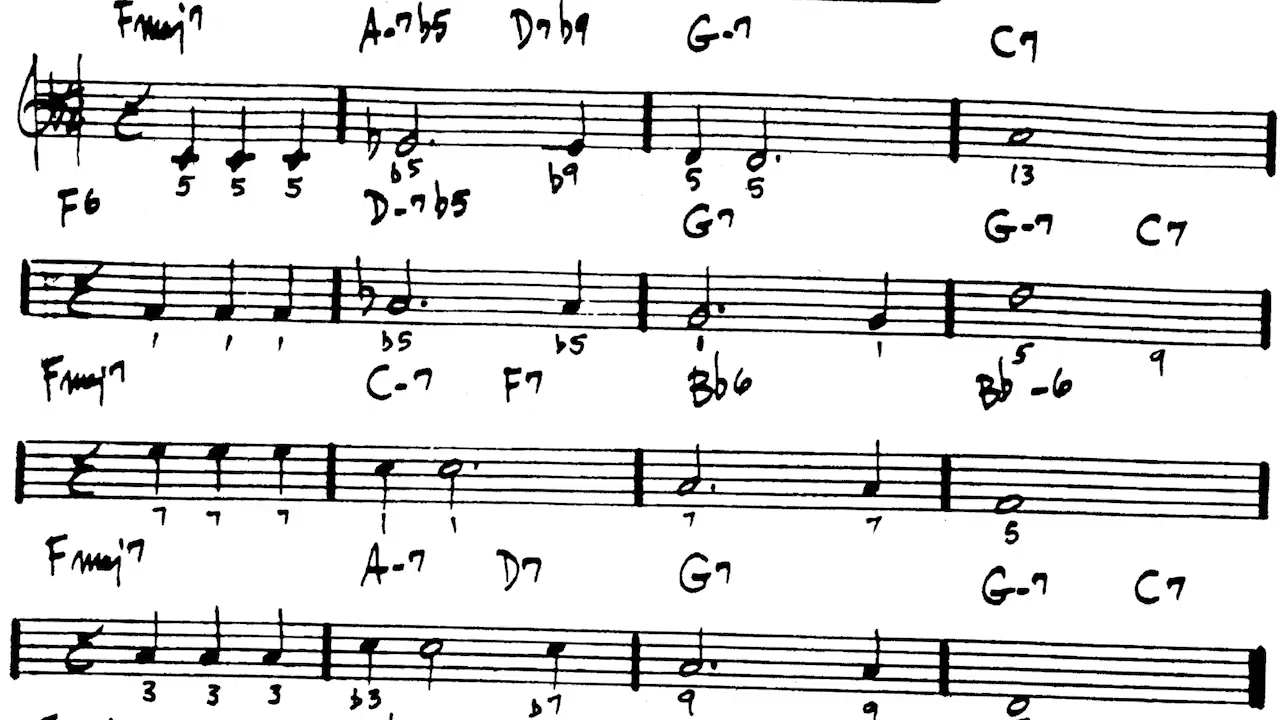 Fmaj7 A-7b5 D7b9 G-7 C7
5 5 5 b5 b9 5 5 13
F6 D-7b5 G7 G-7 C7
1 1 1 b5 b5 1 1 5 9
Fmaj7 C-7 F7 Bb6 Bb-6
7 7 7 1 1 7 7 5
Fmaj7 A-7 D7 G7 G-7 C7
3 3 3 b3 b7 9 9